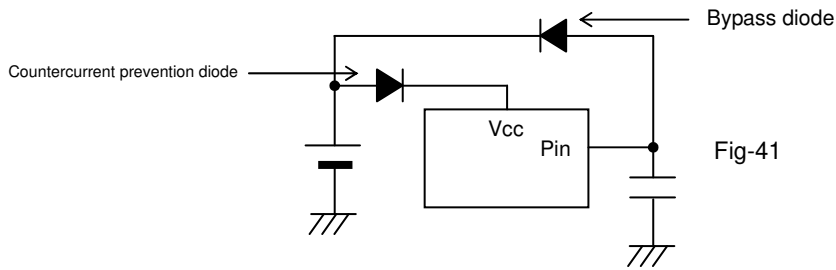 Bypass diode
Countercurrent prevention diode
Vcc
Pin
Fig-41